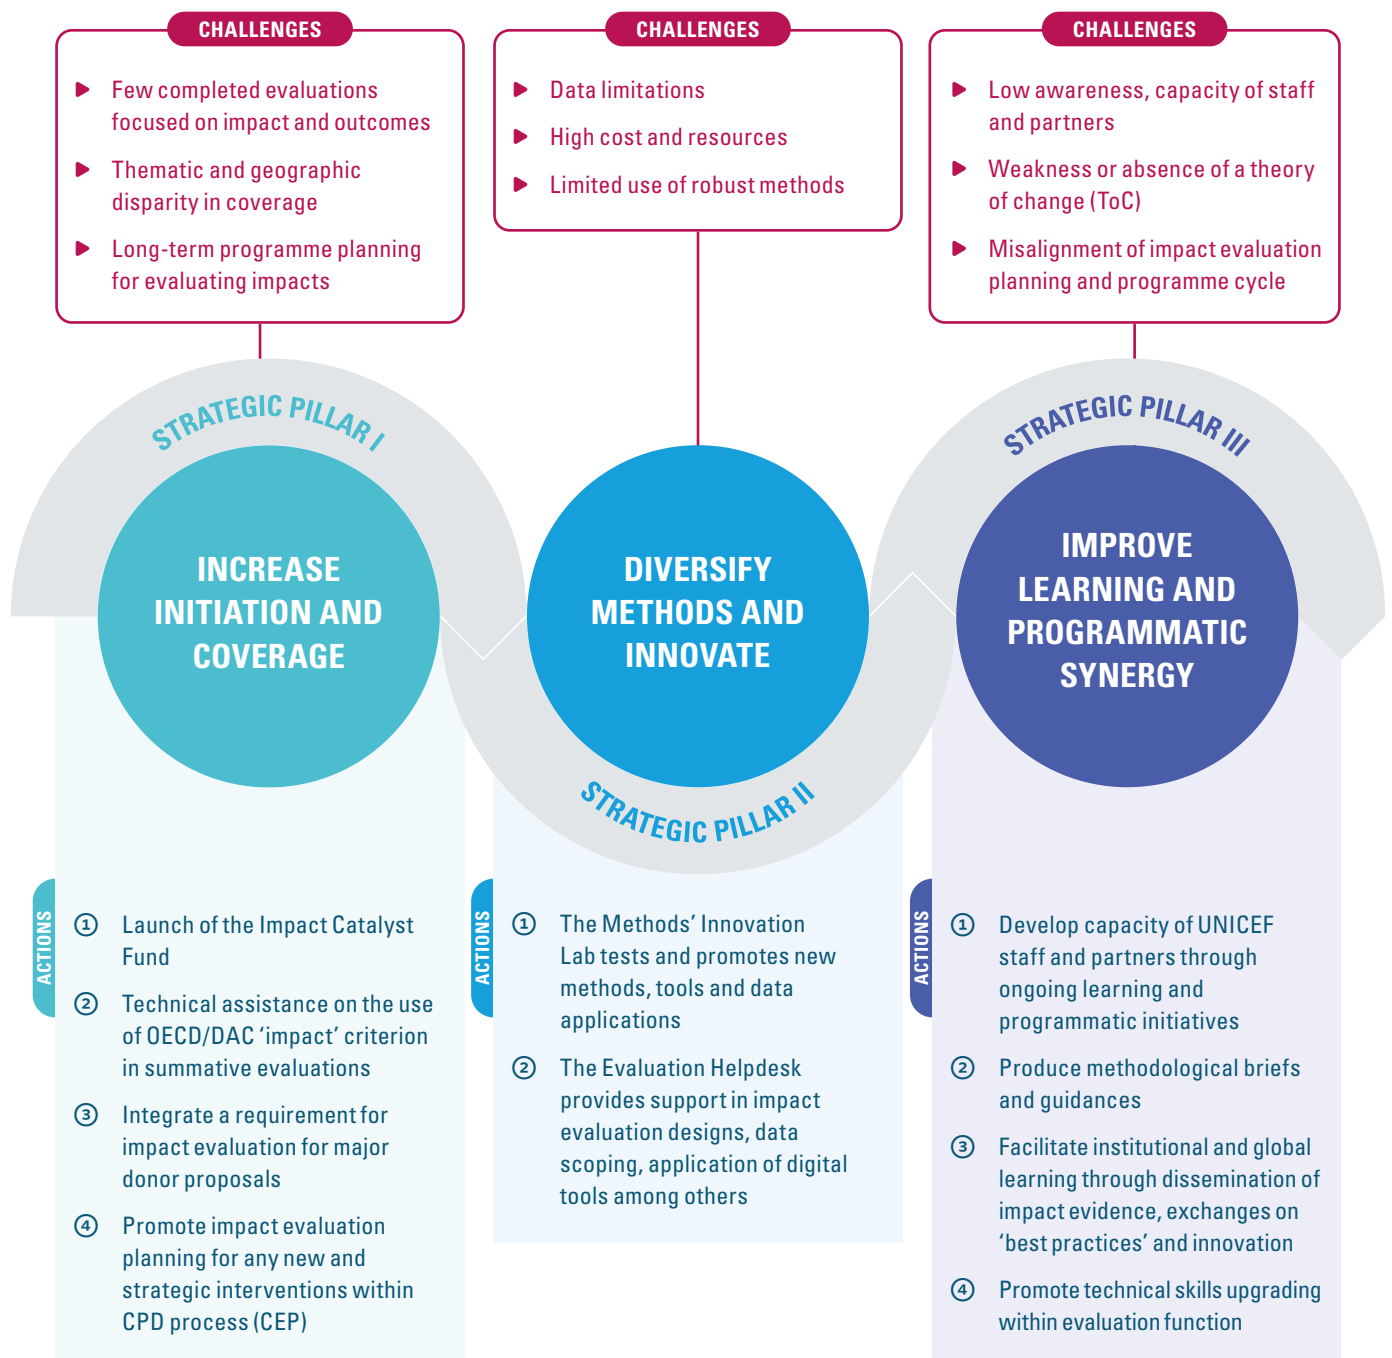 CHALLENGES
Few completed evaluations
focused on impact and outcomes
Thematic and geographic
disparity in coverage
Long-term programme planning
for evaluating impacts
STRATEGIC PILLAR I
INCREASE
INITIATION AND
COVERAGE
ACTIONS
1 Launch of the Impact Catalyst
Fund
2 Technical assistance on the use
of OECD/DAC ‘impact’ criterion
in summative evaluations
3 Integrate a requirement for
impact evaluation for major
donor proposals
4 Promote impact evaluation
planning for any new and
strategic interventions within
CPD process (CEP)
CHALLENGES
Data limitations
High cost and resources
Limited use of robust methods
DIVERSIFY
METHODS AND
INNOVATE
STRATEGIC PILLAR II
ACTIONS
1 The Methods’ Innovation
Lab tests and promotes new
methods, tools and data
applications
2 The Evaluation Helpdesk
provides support in impact
evaluation designs, data
scoping, application of digital
tools among others
CHALLENGES
Low awareness, capacity of staff
and partners
Weakness or absence of a theory
of change (ToC)
Misalignment of impact evaluation
planning and programme cycle
STRATEGIC PILLAR III
IMPROVE
LEARNING AND
PROGRAMMATIC
SYNERGY
ACTIONS
1 Develop capacity of UNICEF
staff and partners through
ongoing learning and
programmatic initiatives
2 Produce methodological briefs
and guidances
3 Facilitate institutional and global
learning through dissemination of
impact evidence, exchanges on
‘best practices’ and innovation
4 Promote technical skills upgrading
within evaluation function